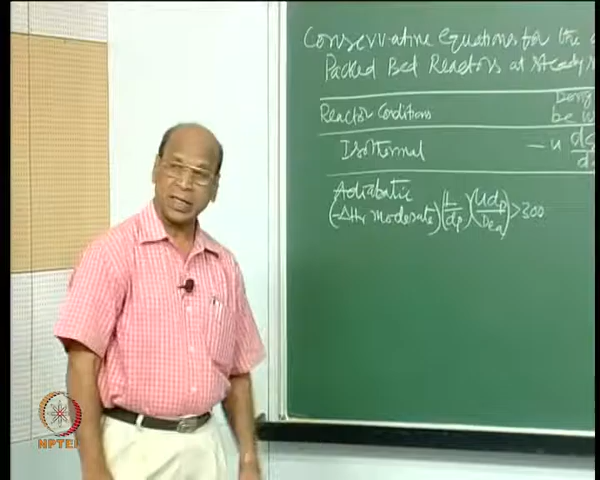 Conservative Equations for the
Packed Bed Reactors at steady
Reactor Conditions
be
Isothermal
- u
Adiabatic
(-ΔHr moderate) (L/dp) (udp/Dea) > 300
NPTEL